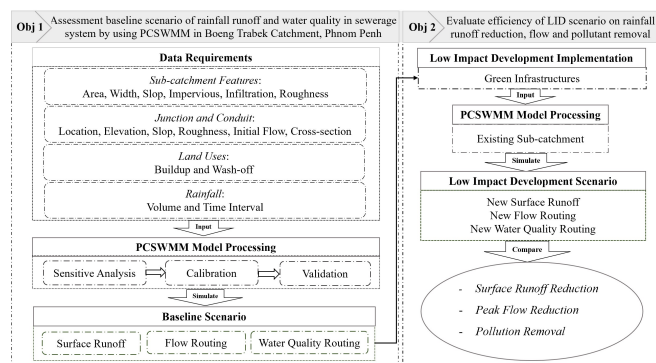 Obj 1
Assessment baseline scenario of rainfall runoff and water quality in sewerage
system by using PCSWMM in Boeng Trabek Catchment, Phnom Penh
Data Requirements
Sub-catchment Features:
Area, Width, Slop, Impervious, Infiltration, Roughness
Junction and Conduit:
Location, Elevation, Slop, Roughness, Initial Flow, Cross-section
Land Uses:
Buildup and Wash-off
Rainfall:
Volume and Time Interval
Input
PCSWMM Model Processing
Sensitive Analysis
Calibration
Validation
Simulate
Baseline Scenario
Surface Runoff
Flow Routing
Water Quality Routing
Obj 2
Evaluate efficiency of LID scenario on rainfall
runoff reduction, flow and pollutant removal
Low Impact Development Implementation
Green Infrastructures
Input
PCSWMM Model Processing
Existing Sub-catchment
Simulate
Low Impact Development Scenario
New Surface Runoff
New Flow Routing
New Water Quality Routing
Compare
- Surface Runoff Reduction
- Peak Flow Reduction
- Pollution Removal